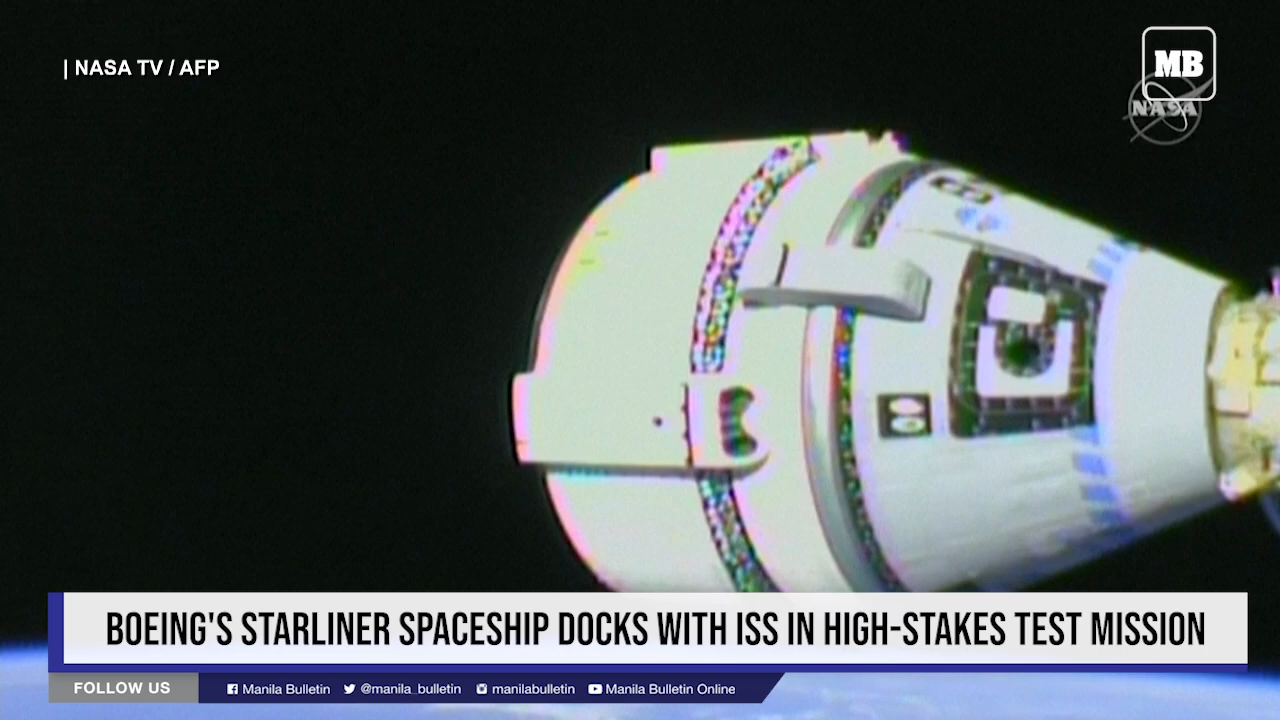 | NASA TV / AFP
MB
NASA
BOEING'S STARLINER SPACESHIP DOCKS WITH ISS IN HIGH-STAKES TEST MISSION
FOLLOW US
Manila Bulletin @manila_bulletin manilabulletin Manila Bulletin Online